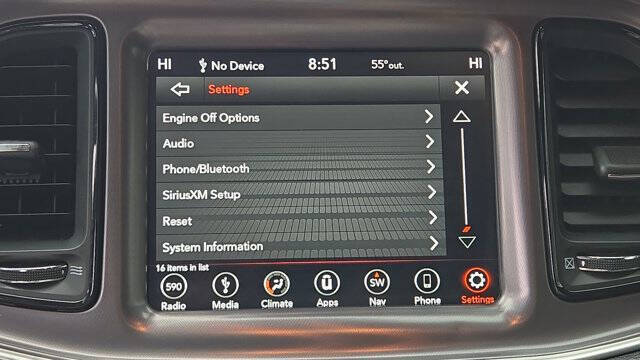 HI No Device 8:51 55°out. HI
Settings
Engine Off Options
Audio
Phone/Bluetooth
SiriusXM Setup
Reset
System Information
16 items in list
590 SW
Radio Media Climate Apps Nav Phone Settings